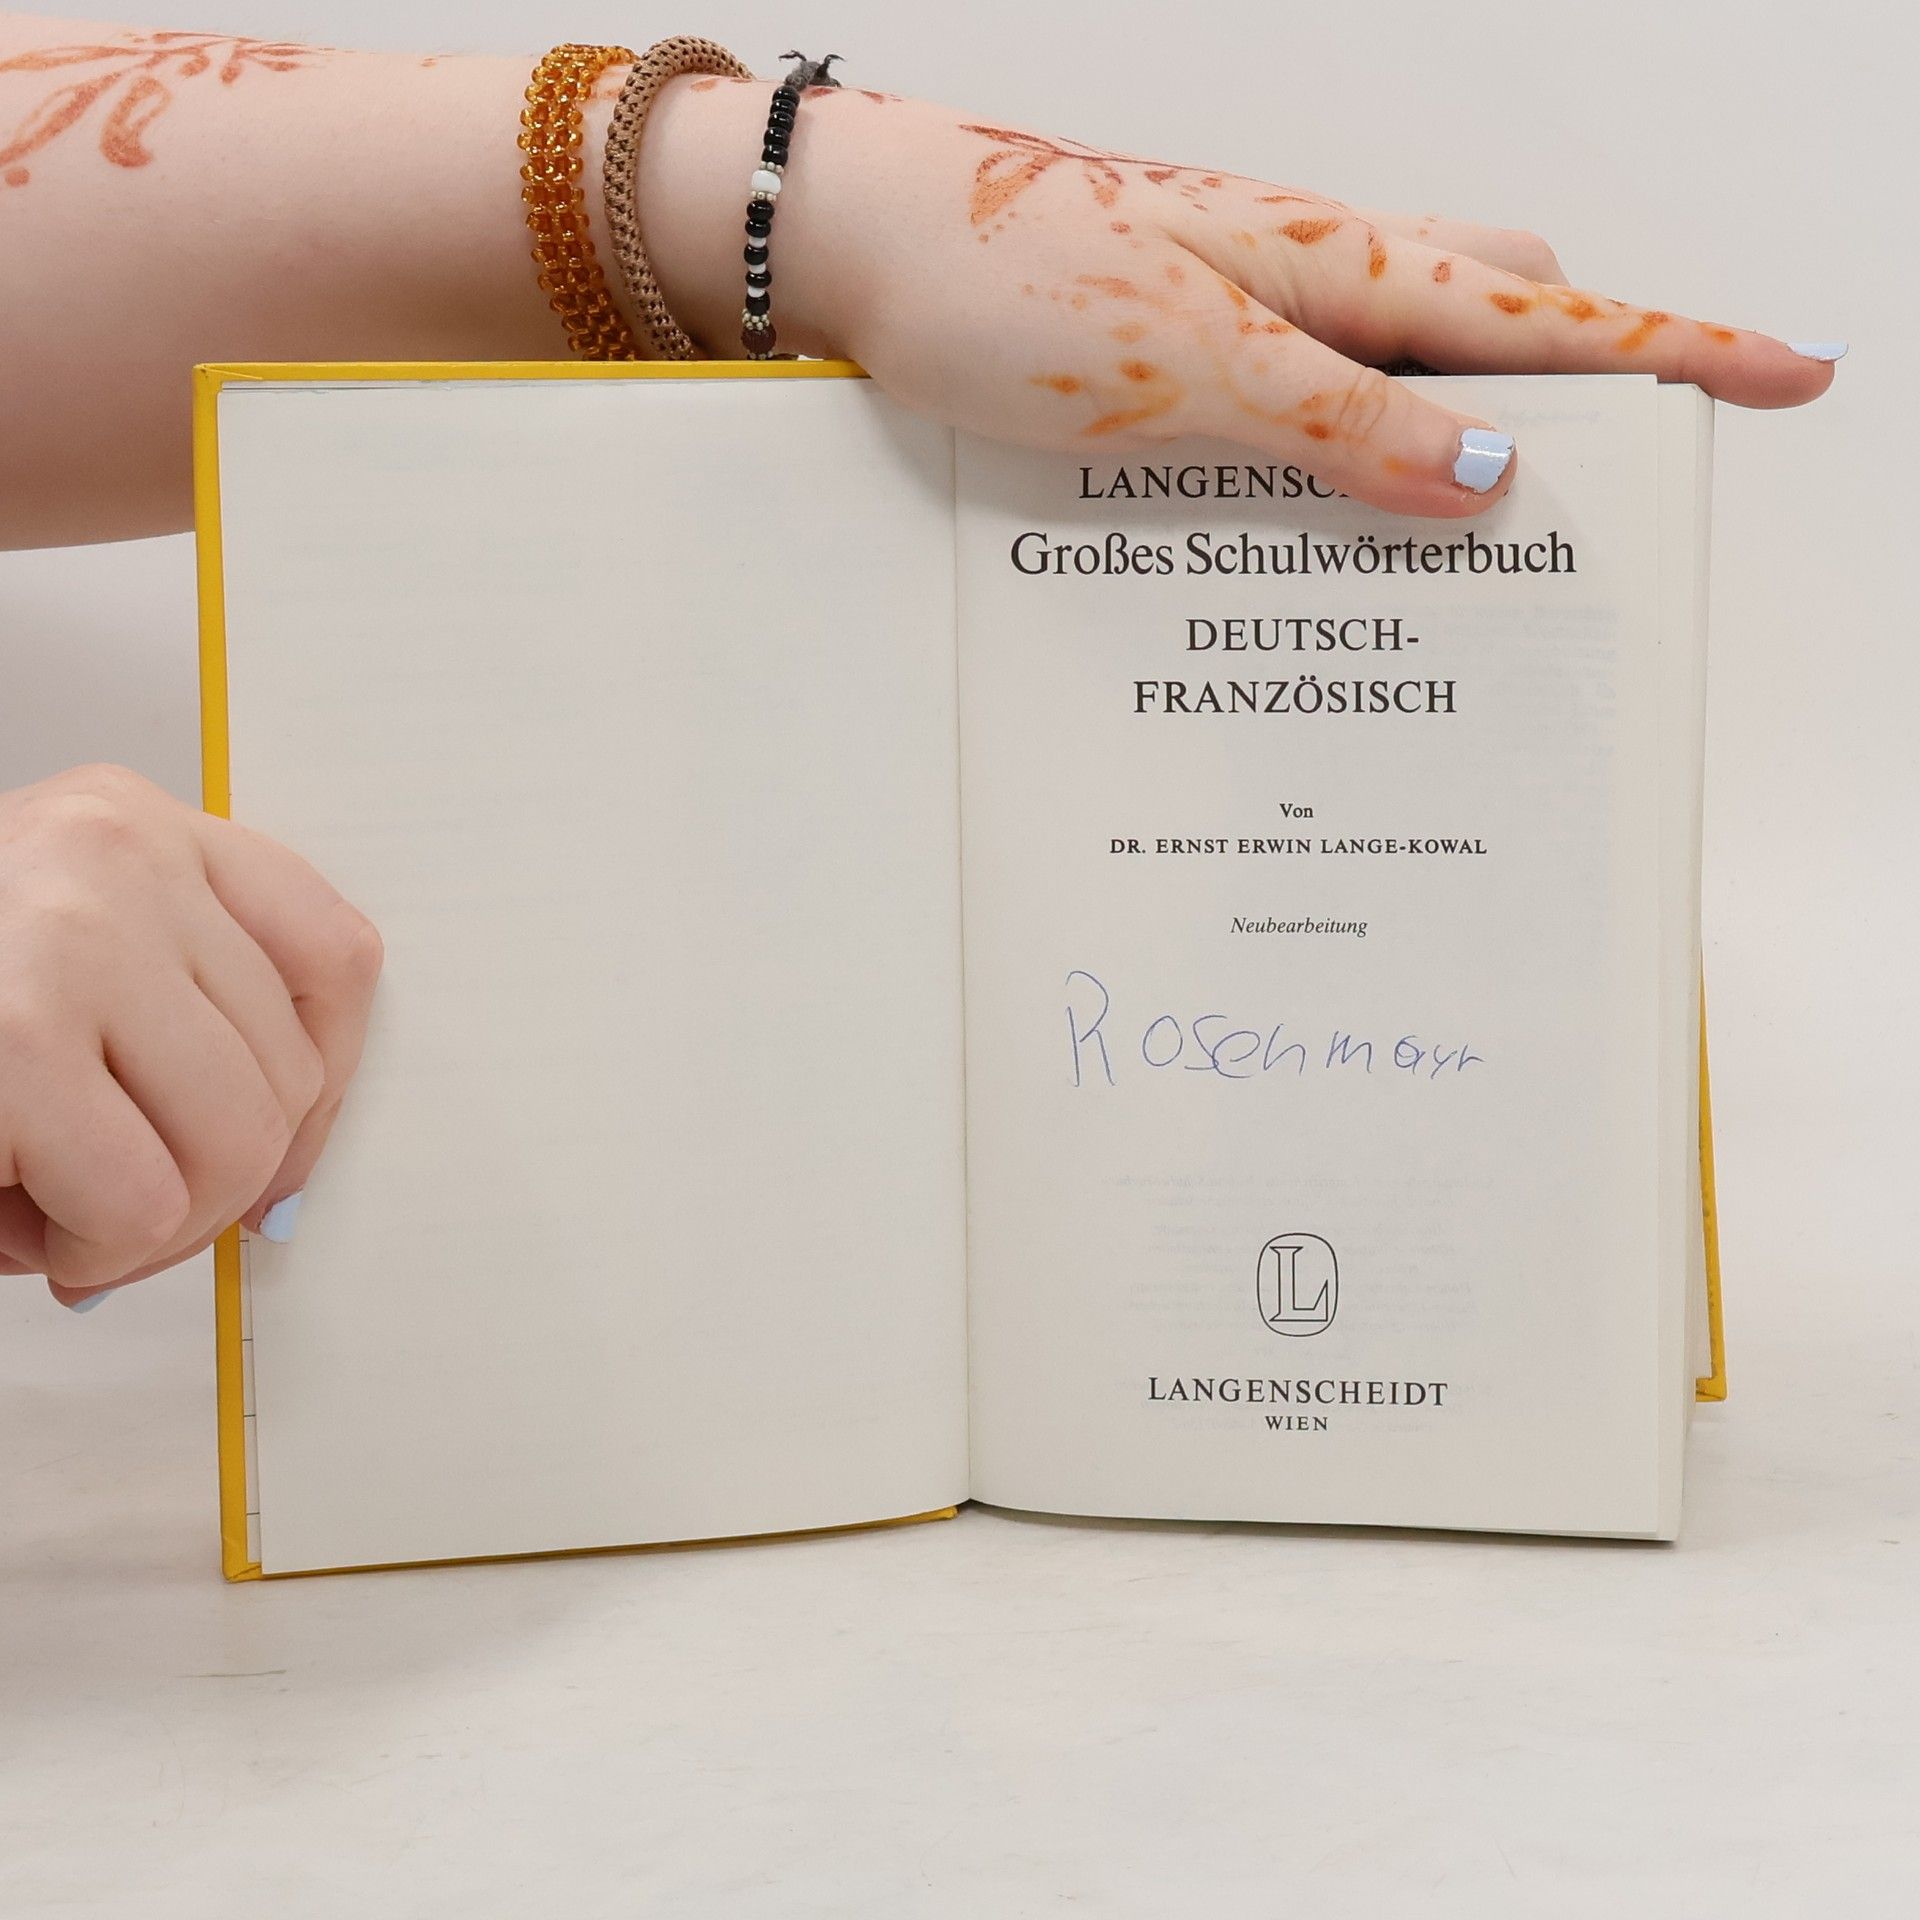 Großes Schulwörterbuch
DEUTSCH-
FRANZÖSISCH
Von
DR. ERNST ERWIN LANGE-KOWAL
Neubearbeitung
Rosenmayr
L
LANGENSCHEIDT
WIEN